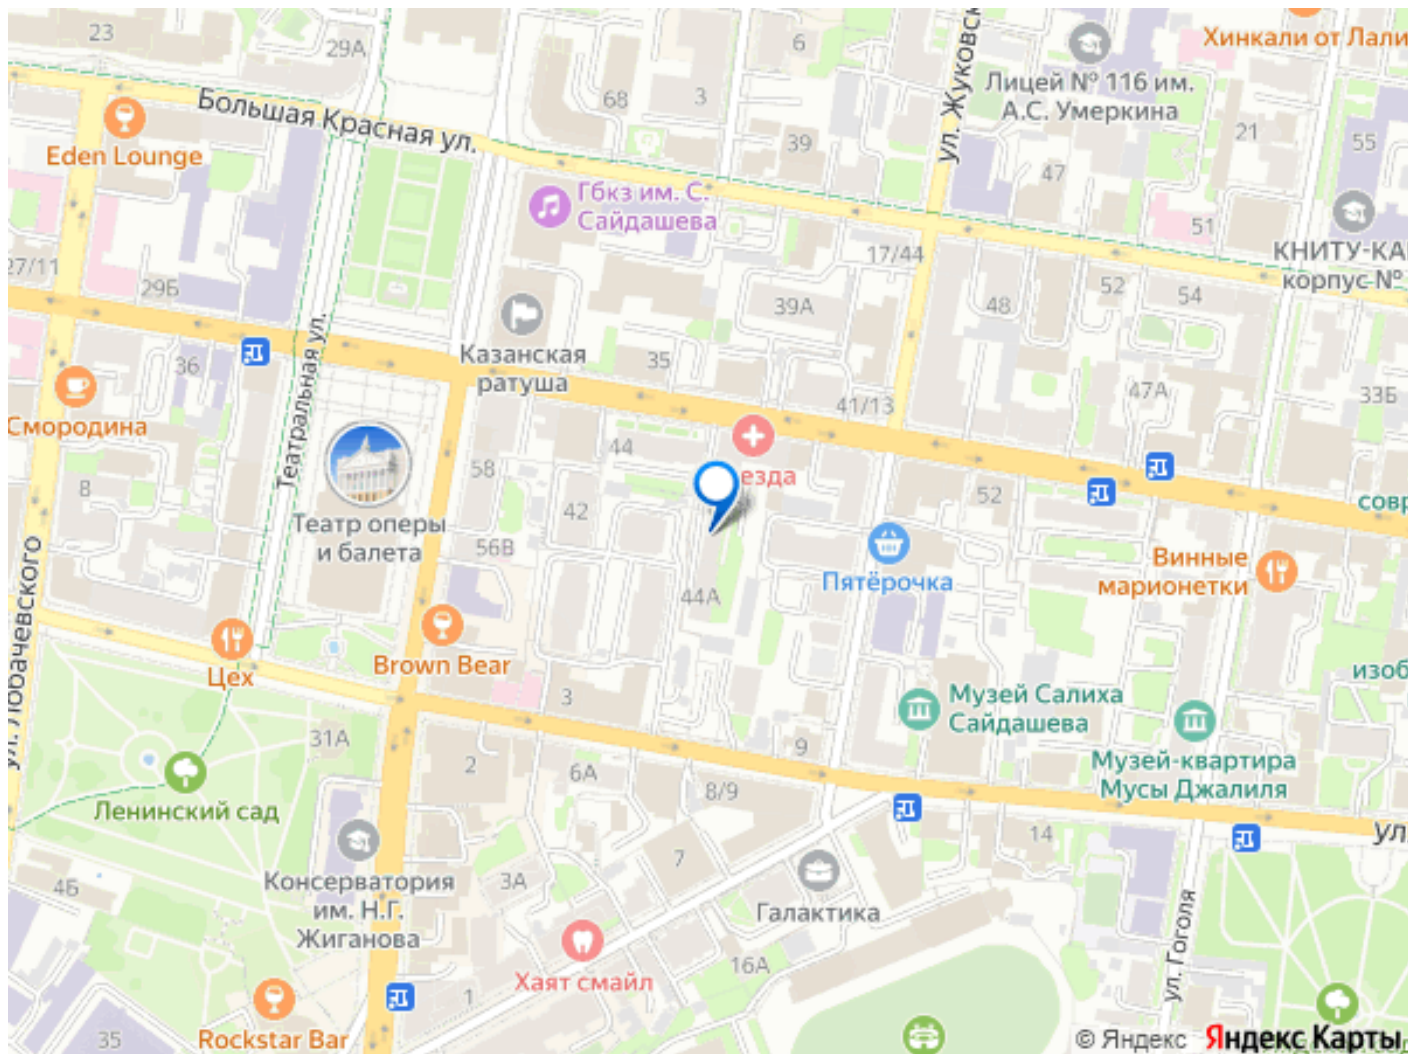 23
29А
6
ул. Жуковск
Хинкали от Лали
Лицей № 116 им.
А.С. Умеркина
68
3
Большая Красная ул.
Eden Lounge
39
21
55
47
Гбкз им. С.
Сайдашева
51
КНИТУ-КА
корпус №
27/11
29Б
17/44
39А
48
52
54
Театральная ул.
Казанская
ратуша
36
35
47А
33Б
41/13
Смородина
44
58
езда
8
52
совр
42
Театр оперы
и балета
56В
Пятёрочка
Винные
марионетки
44А
ул. Лобачевского
Цех
Brown Bear
3
изоб
Музей Салиха
Сайдашева
31А
2
6А
9
8/9
Музей-квартира
Мусы Джалиля
Ленинский сад
14
ул
7
4Б
Консерватория
им. Н.Г.
Жиганова
3А
Галактика
ул. Гоголя
Хаят смайл
16А
1
35
Rockstar Bar
© Яндекс Яндекс Карты